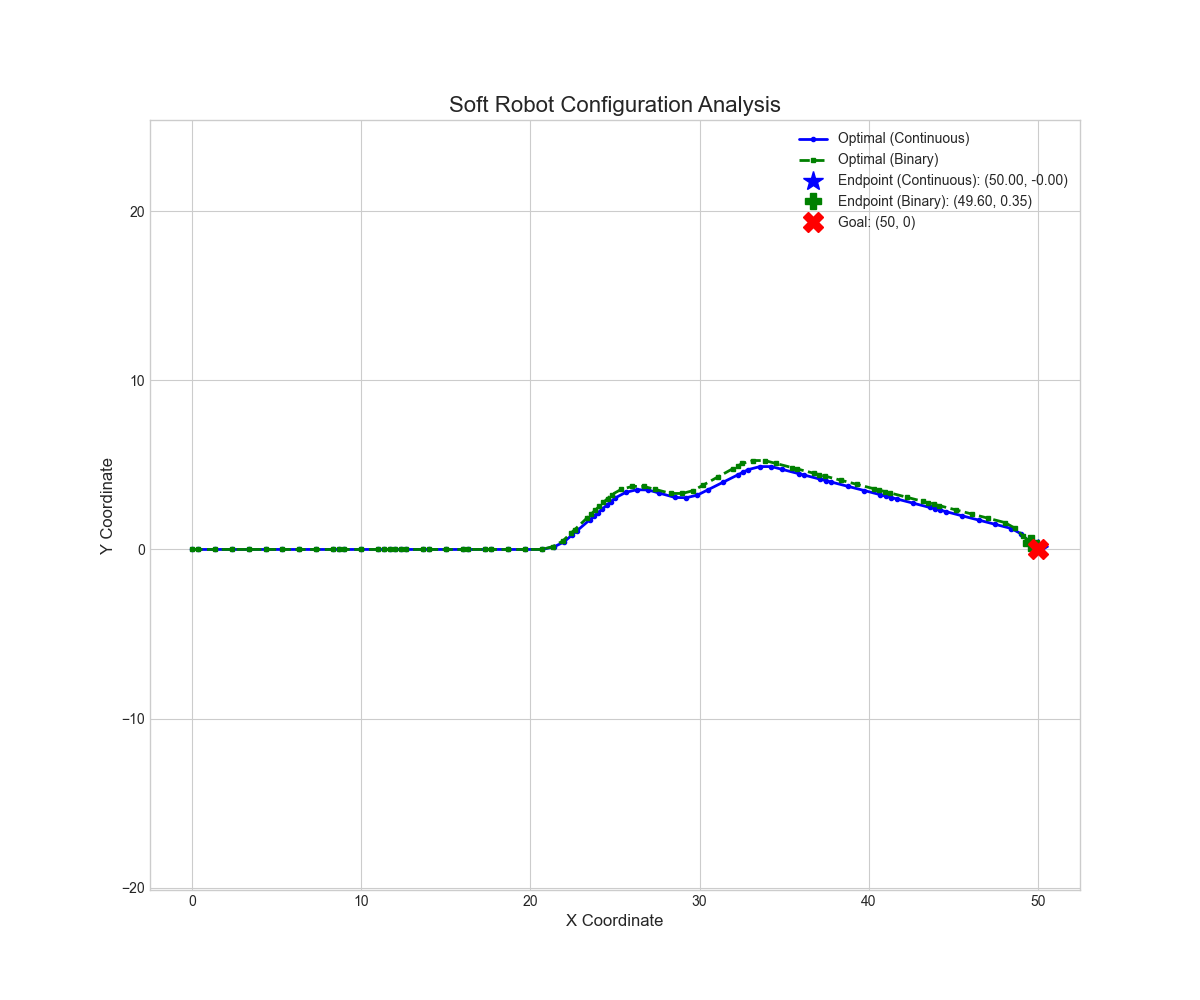 Soft Robot Configuration Analysis
Optimal (Continuous)
Optimal (Binary)
Endpoint (Continuous): (50.00, -0.00)
Endpoint (Binary): (49.60, 0.35)
Goal: (50, 0)
20
10
0
−10
−20
Y Coordinate
0 10 20 30 40 50
X Coordinate